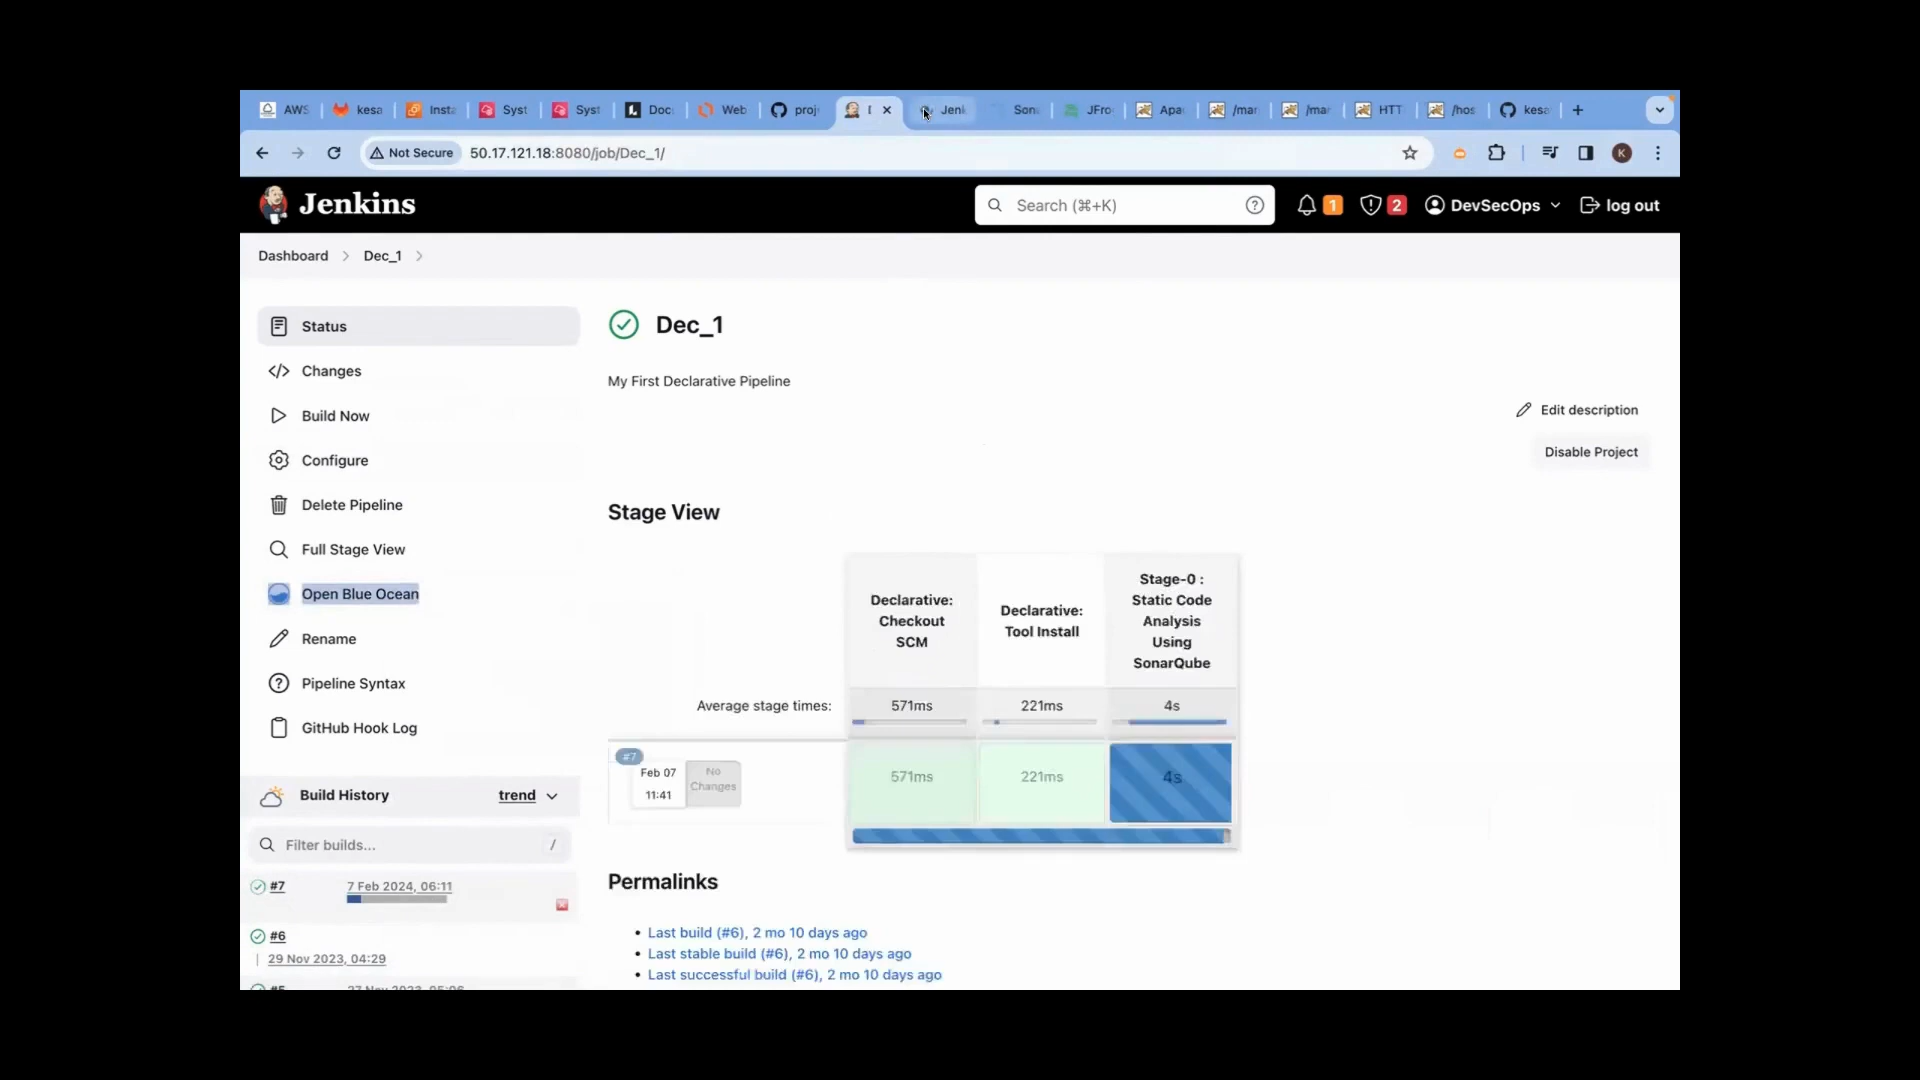 AWS kesa Insta Syst Syst Doc Web proj Jenk Son JFro Apa /mar /mar HTT /hos kesa
Not Secure 50.17.121.18:8080/job/Dec_1/ K
Jenkins Search (⌘+K) 1 2 DevSecOps log out
Dashboard Dec_1
Status
Changes
Build Now
Configure
Delete Pipeline
Full Stage View
Open Blue Ocean
Rename
Pipeline Syntax
GitHub Hook Log
Build History trend
Filter builds... /
#7 7 Feb 2024, 06:11
#6
29 Nov 2023, 04:29
Dec_1
My First Declarative Pipeline
Edit description
Disable Project
Stage View
Declarative:
Checkout
SCM
Declarative:
Tool Install
Stage-0 :
Static Code
Analysis
Using
SonarQube
Average stage times: 571ms 221ms 4s
#7
Feb 07
11:41
No
Changes
571ms 221ms 4s
Permalinks
• Last build (#6), 2 mo 10 days ago
• Last stable build (#6), 2 mo 10 days ago
• Last successful build (#6), 2 mo 10 days ago